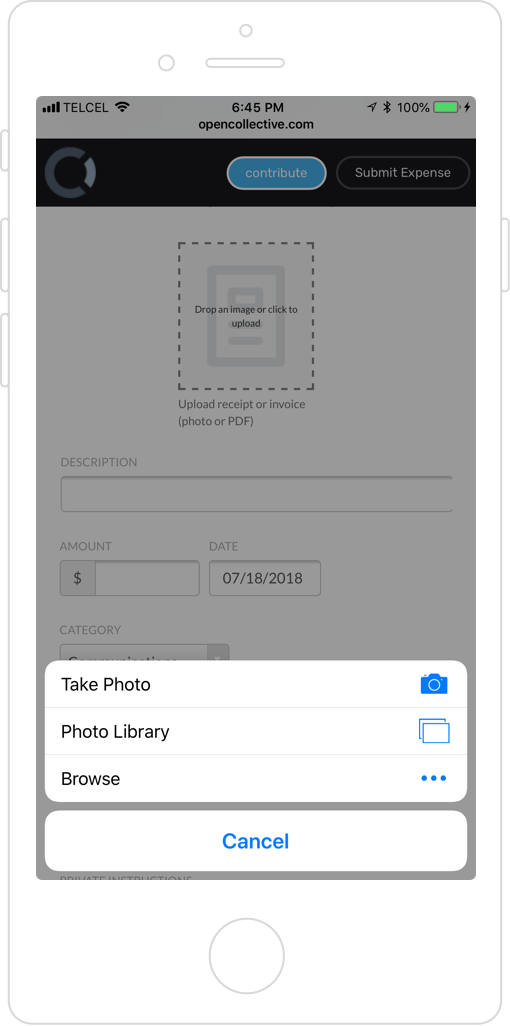 TELCEL 6:45 PM 100%
opencollective.com
contribute Submit Expense
Drop an image or click to
upload
Upload receipt or invoice
(photo or PDF)
DESCRIPTION
AMOUNT DATE
$ 07/18/2018
CATEGORY
Communications
Take Photo
Photo Library
Browse
Cancel
PRIVATE INSTRUCTIONS